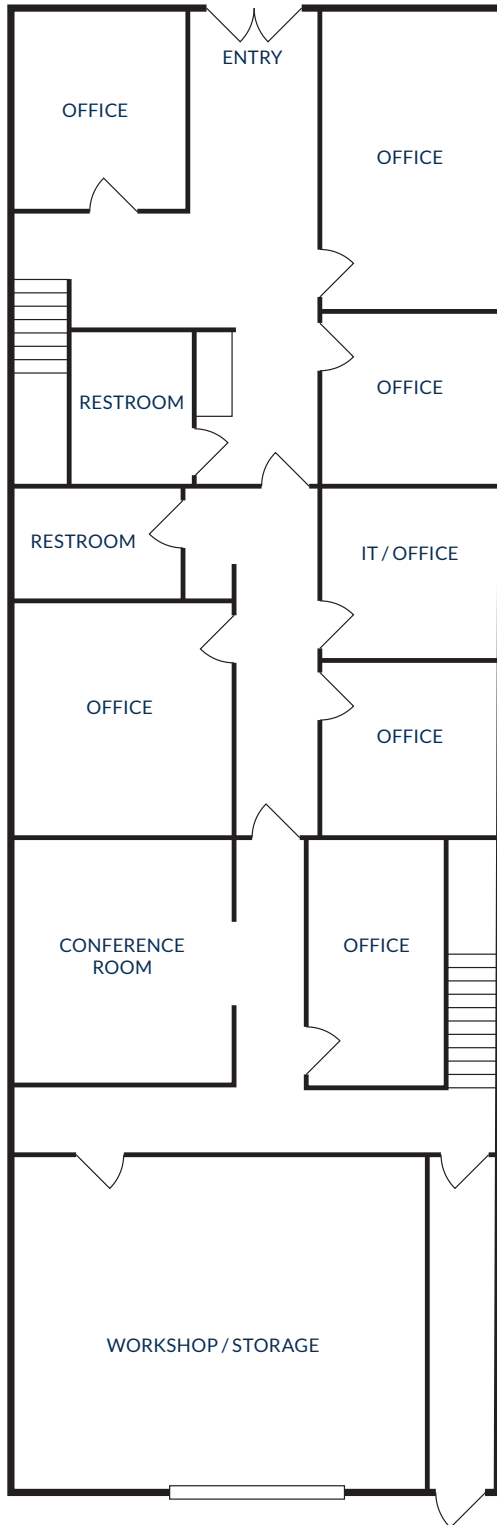 ENTRY
OFFICE
OFFICE
OFFICE
RESTROOM
RESTROOM
IT / OFFICE
OFFICE
OFFICE
CONFERENCE
ROOM
OFFICE
WORKSHOP / STORAGE